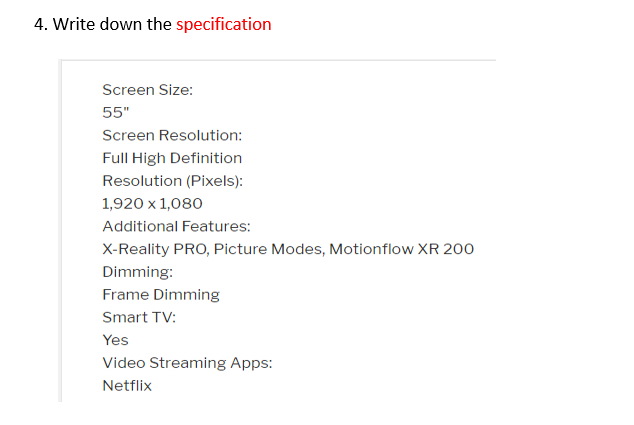 4. Write down the specification
Screen Size:
55"
Screen Resolution:
Full High Definition
Resolution (Pixels):
1,920 x 1,080
Additional Features:
X-Reality PRO, Picture Modes, Motionflow XR 200
Dimming:
Frame Dimming
Smart TV:
Yes
Video Streaming Apps:
Netflix